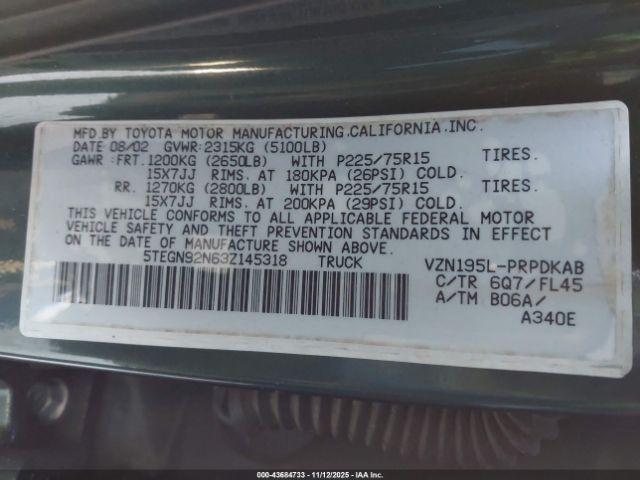 MFD.BY TOYOTA MOTOR MANUFACTURING.CALIFORNIA.INC.
DATE 08/02 GVWR:2315KG (5100LB)
GAWR: FRT. 1200KG (2650LB) WITH P225/75R15 TIRES.
15X7JJ RIMS. AT 180KPA (26PSI) COLD.
RR. 1270KG (2800LB) WITH P225/75R15 TIRES.
15X7JJ RIMS. AT 200KPA (29PSI) COLD.
THIS VEHICLE CONFORMS TO ALL APPLICABLE FEDERAL MOTOR
VEHICLE SAFETY AND THEFT PREVENTION STANDARDS IN EFFECT
ON THE DATE OF MANUFACTURE SHOWN ABOVE.
5TEGN92N63Z145318 TRUCK VZN195L-PRPDKAB
C/TR 6Q7/FL45
A/TM B06A/
A340E
000-43684733 - 11/12/2025 - IAA Inc.